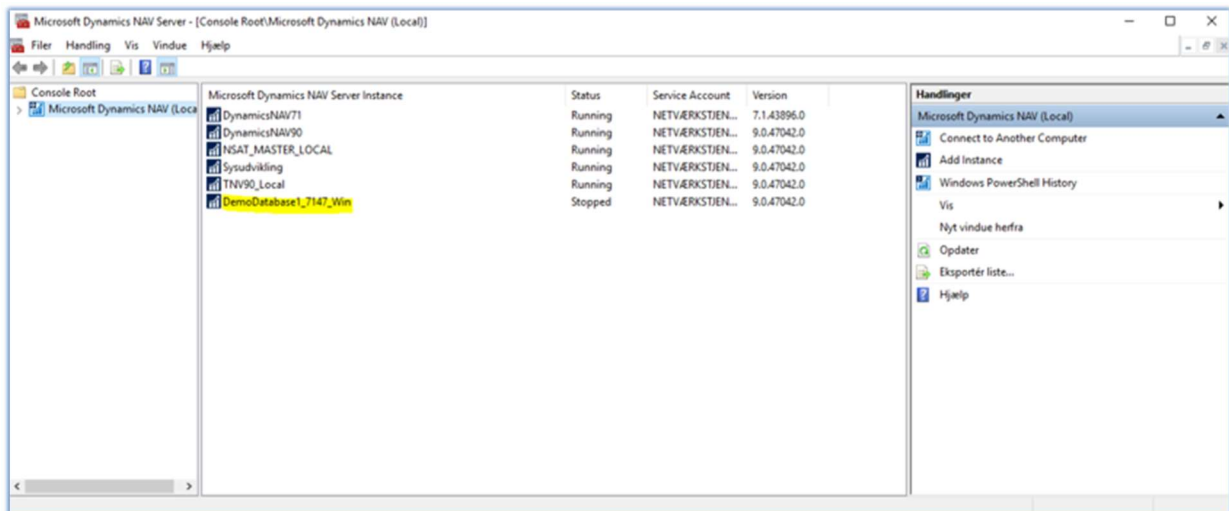 Microsoft Dynamics NAV Server - [Console Root\Microsoft Dynamics NAV (Local)]
Filer Handling Vis Vindue Hjælp
Console Root
Microsoft Dynamics NAV (Loca
Microsoft Dynamics NAV Server Instance Status Service Account Version
DynamicsNAV71 Running NETVÆRKSTJEN... 7.1.43896.0
DynamicsNAV90 Running NETVÆRKSTJEN... 9.0.47042.0
NSAT_MASTER_LOCAL Running NETVÆRKSTJEN... 9.0.47042.0
Sysudvikling Running NETVÆRKSTJEN... 9.0.47042.0
TNV90_Local Running NETVÆRKSTJEN... 9.0.47042.0
DemoDatabase1_7147_Win Stopped NETVÆRKSTJEN... 9.0.47042.0
Handlinger
Microsoft Dynamics NAV (Local)
Connect to Another Computer
Add Instance
Windows PowerShell History
Vis
Nyt vindue herfra
Opdater
Eksportér liste...
Hjælp